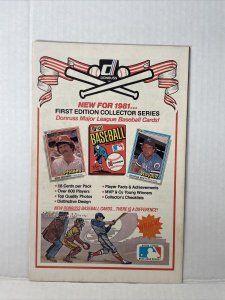 DONRUSS
NEW FOR 1981...
FIRST EDITION COLLECTOR SERIES
Donruss Major League Baseball Cards!
BASEBALL
• 18 Cards per Pack
• Over 600 Players
• Top Quality Photos
• Distinctive Design
• Player Facts & Achievements
• MVP & Cy Young Winners
• Collector's Checklists
NEW DONRUSS BASEBALL CARDS...THERE IS A DIFFERENCE!